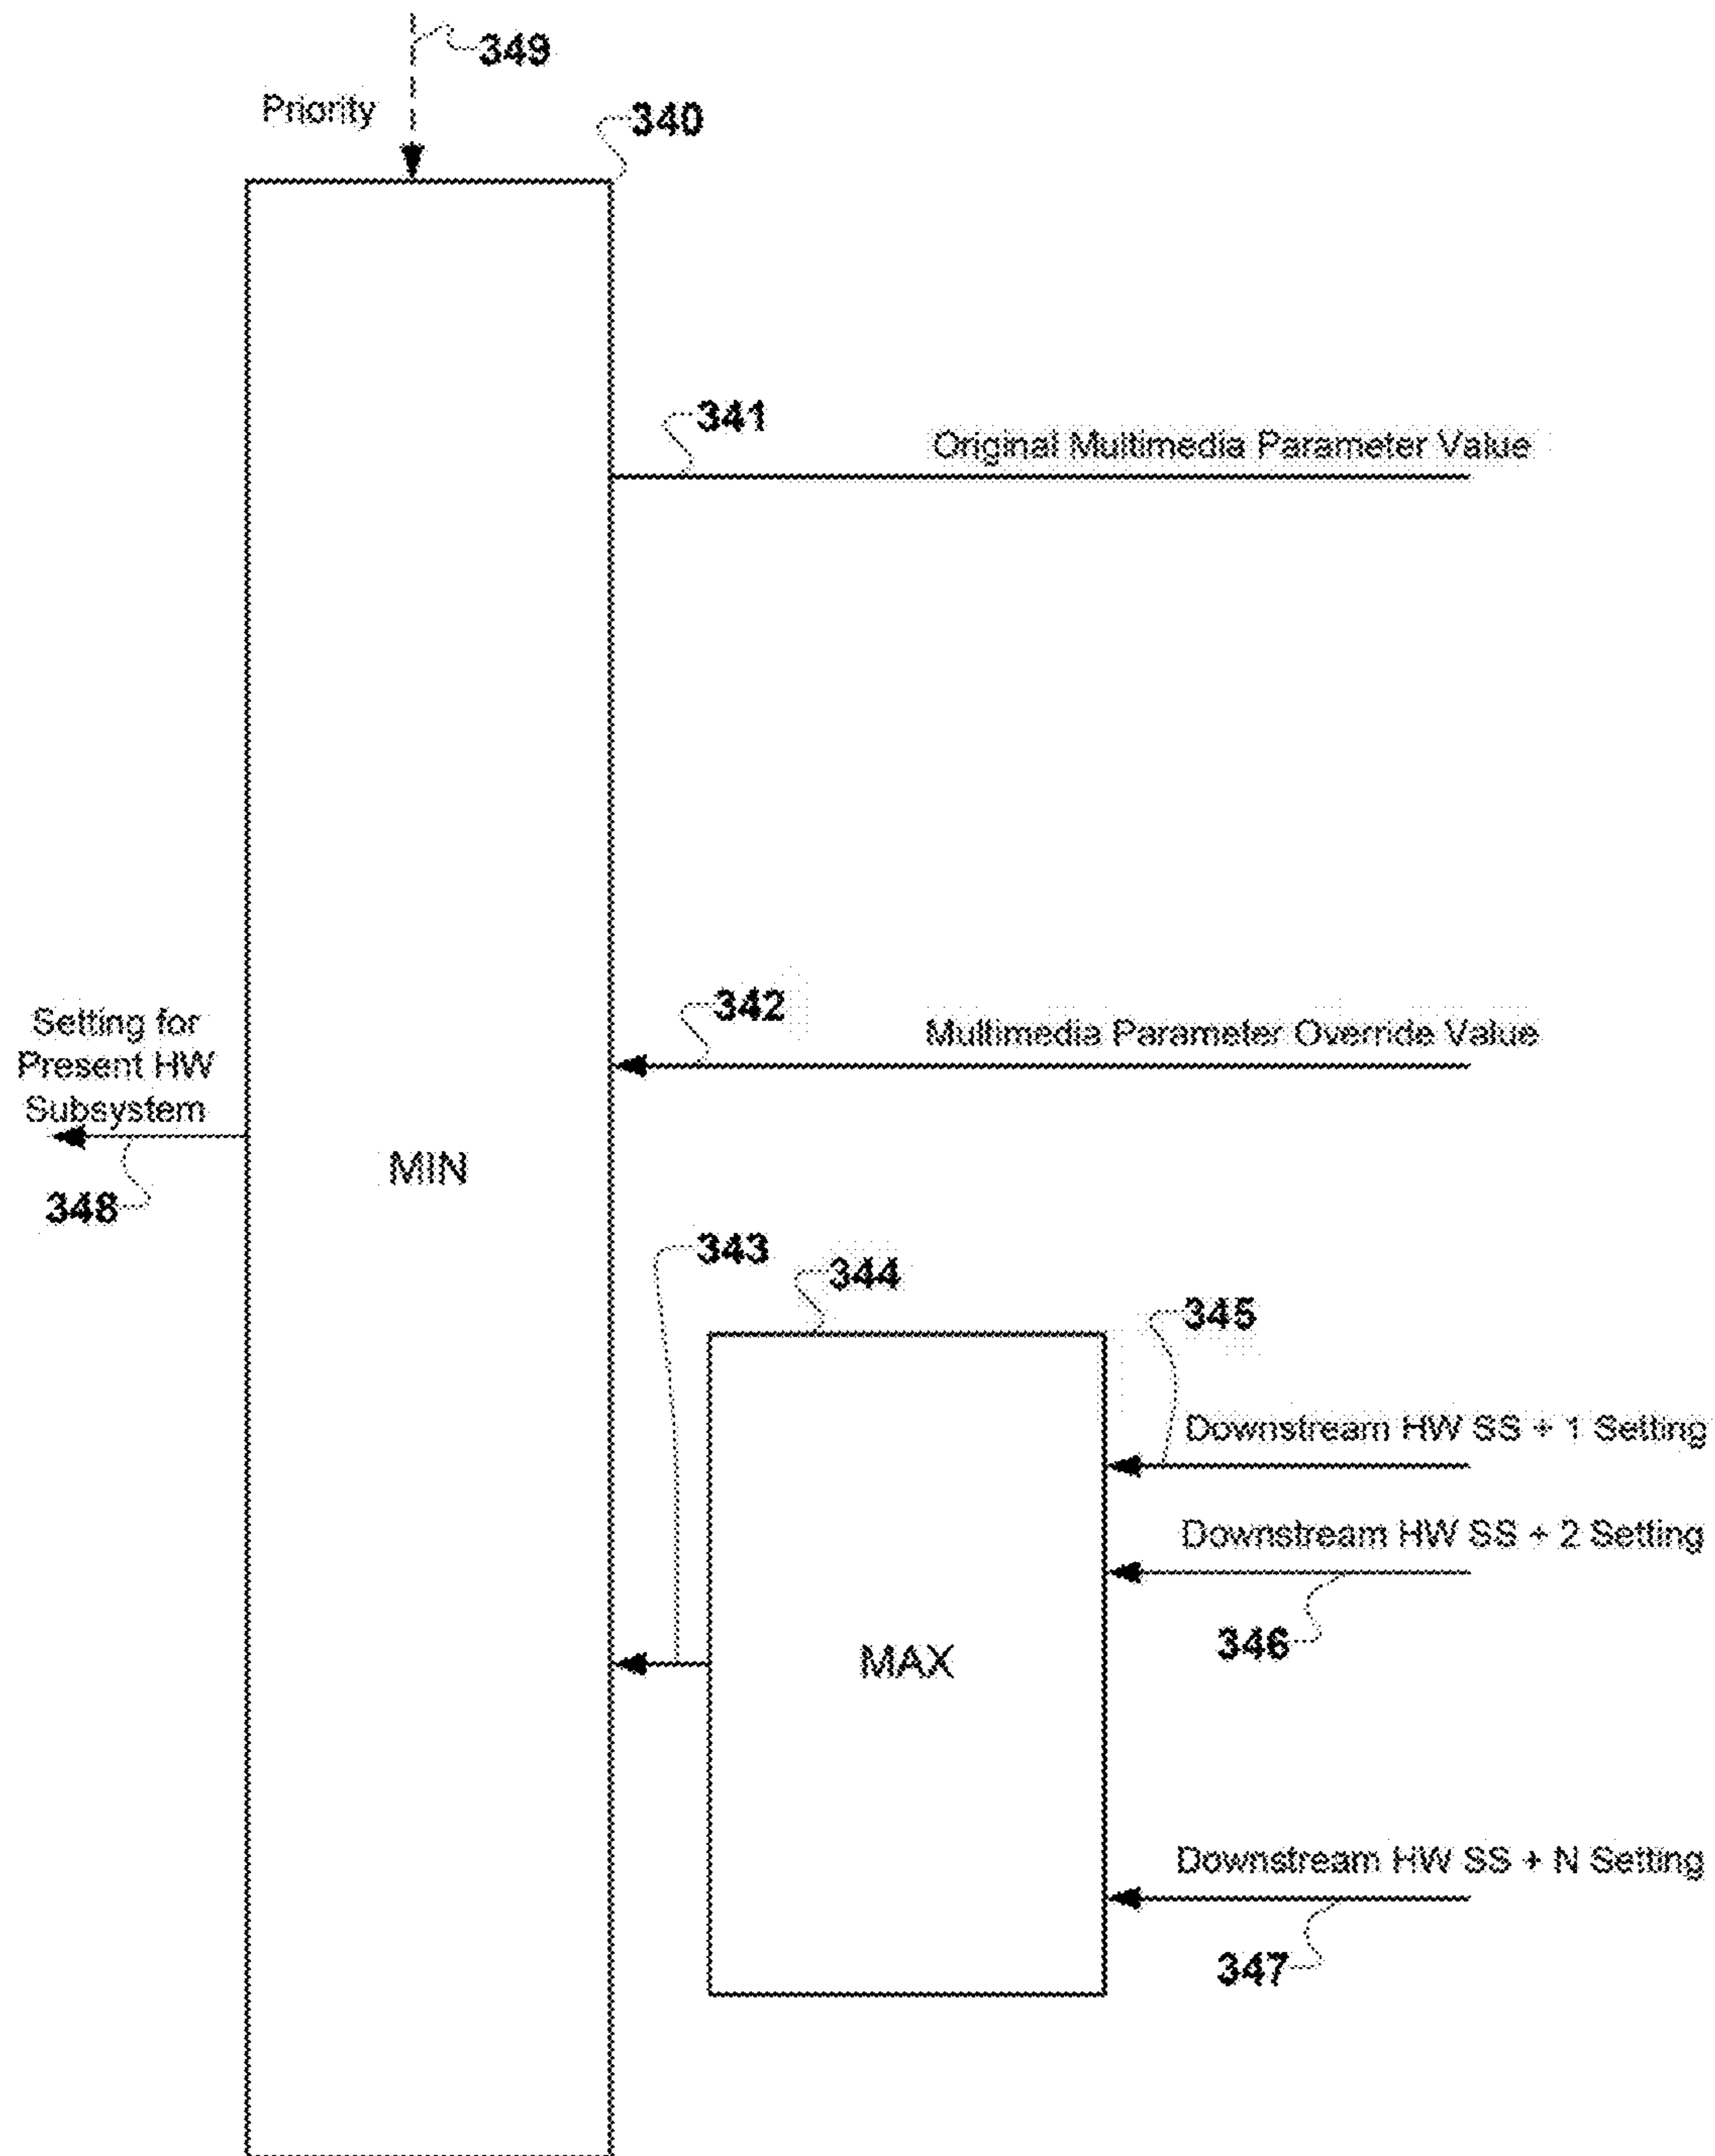 349
Priority
340
341
Original Multimedia Parameter Value
342
Multimedia Parameter Override Value
Setting for
Present HW
Subsystem
MIN
348
343
344
345
Downstream HW SS + 1 Setting
Downstream HW SS + 2 Setting
346
MAX
Downstream HW SS + N Setting
347